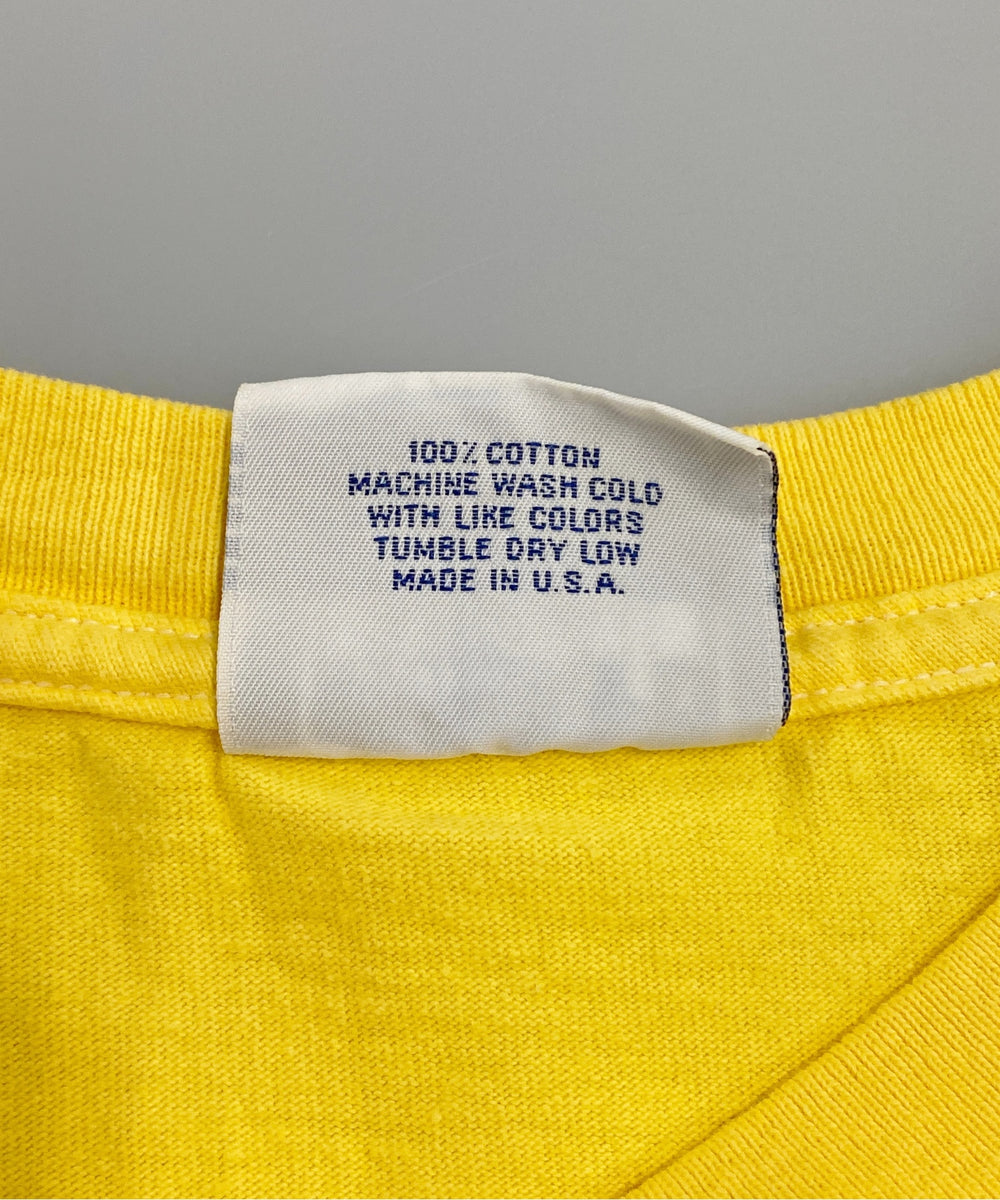 100% COTTON
MACHINE WASH COLD
WITH LIKE COLORS
TUMBLE DRY LOW
MADE IN U.S.A.